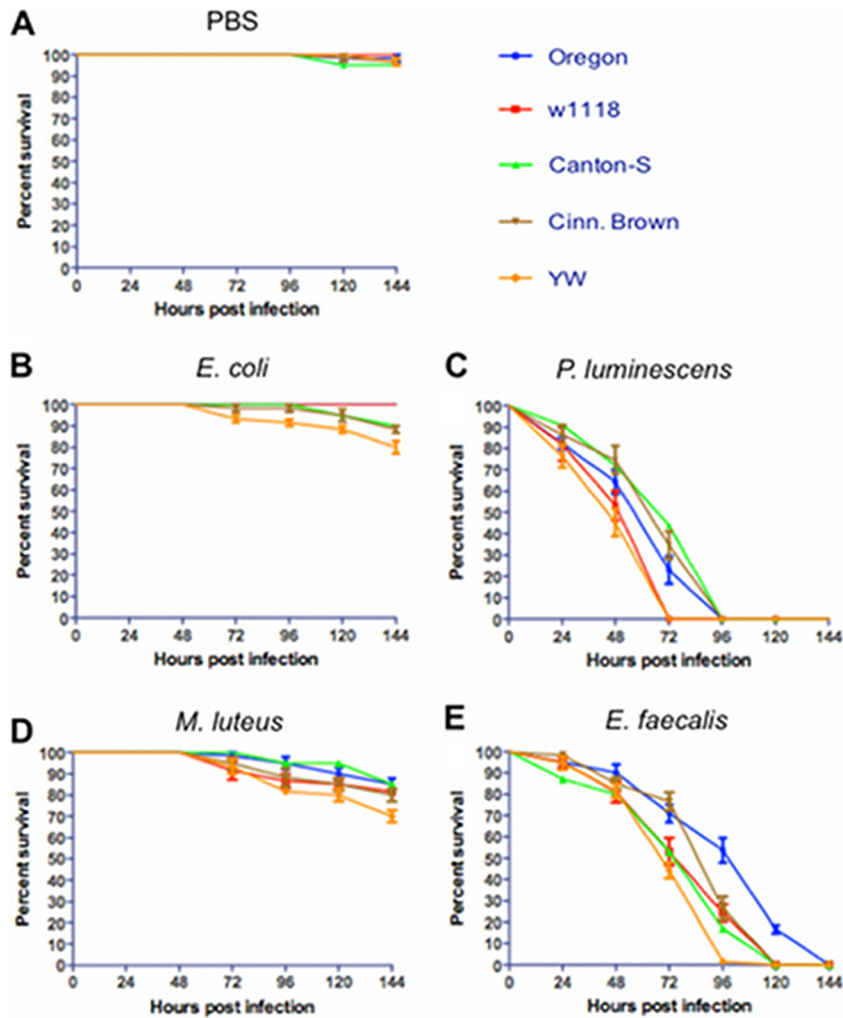 A
PBS
100
90
80
70
60
50
40
30
20
10
0
Percent survival
0 24 48 72 96 120 144
Hours post infection
Oregon
w1118
Canton-S
Cinn. Brown
YW
B
E. coli
100
90
80
70
60
50
40
30
20
10
0
Percent survival
0 24 48 72 96 120 144
Hours post infection
C
P. luminescens
100
90
80
70
60
50
40
30
20
10
0
Percent survival
0 24 48 72 96 120 144
Hours post infection
D
M. luteus
100
90
80
70
60
50
40
30
20
10
0
Percent survival
0 24 48 72 96 120 144
Hours post infection
E
E. faecalis
100
90
80
70
60
50
40
30
20
10
0
Percent survival
0 24 48 72 96 120 144
Hours post infection